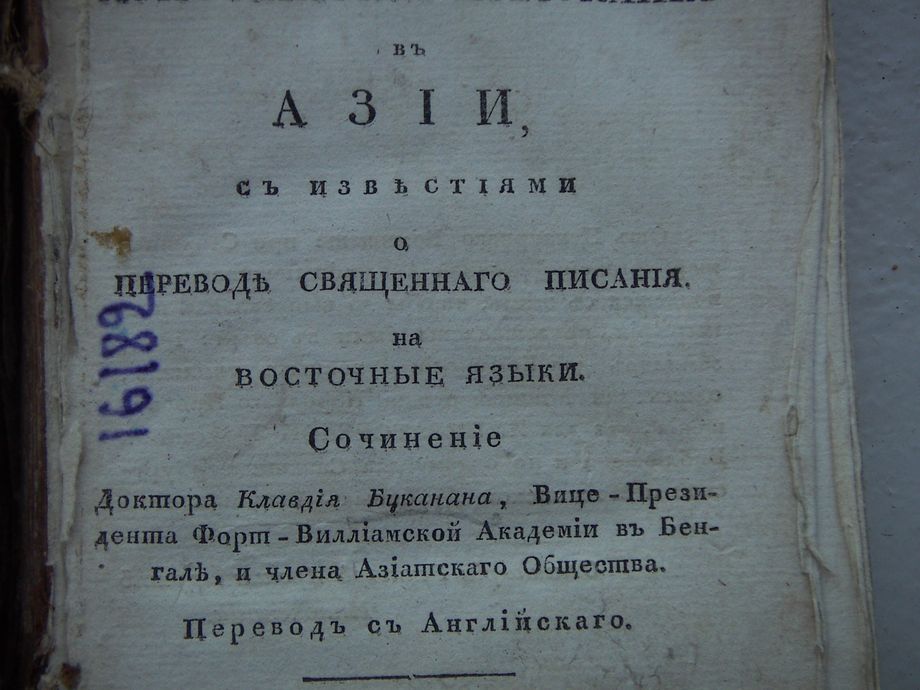 въ
АЗІИ,
съ извѣстіями
о
ПЕРЕВОДѢ СВЯЩЕННАГО ПИСАНІЯ.
на
ВОСТОЧНЫЕ ЯЗЫКИ.
Сочиненіе
Доктора Клавдія Буканана, Вице-Прези-
дента Форт-Вилліамской Академіи въ Бен-
галѣ, и члена Азіатскаго Общества.
Переводъ съ Англійскаго.
16182